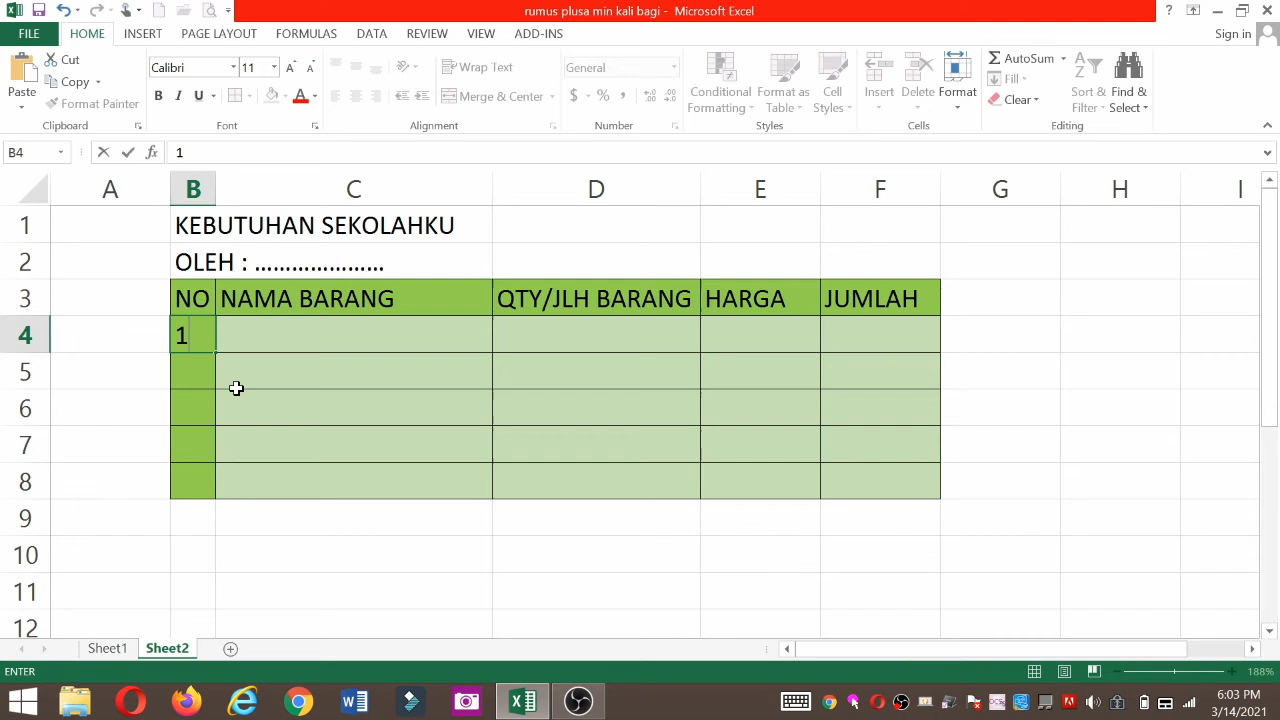 rumus plusa min kali bagi - Microsoft Excel
?
FILE HOME INSERT PAGE LAYOUT FORMULAS DATA REVIEW VIEW ADD-INS Sign in
Paste
Cut
Copy
Format Painter
Clipboard
Calibri 11
B I U
Font
Wrap Text
Merge & Center
Alignment
General
$ % ,
Number
Conditional Formatting
Format as Table
Cell Styles
Styles
Insert Delete Format
Cells
AutoSum
Fill
Clear
Sort & Filter
Find & Select
Editing
B4 fx 1
A B C D E F G H I
1 KEBUTUHAN SEKOLAHKU
2 OLEH : .....................
3 NO NAMA BARANG QTY/JLH BARANG HARGA JUMLAH
4 1
5
6
7
8
9
10
11
12
Sheet1 Sheet2
ENTER 188%
6:03 PM
3/14/2021